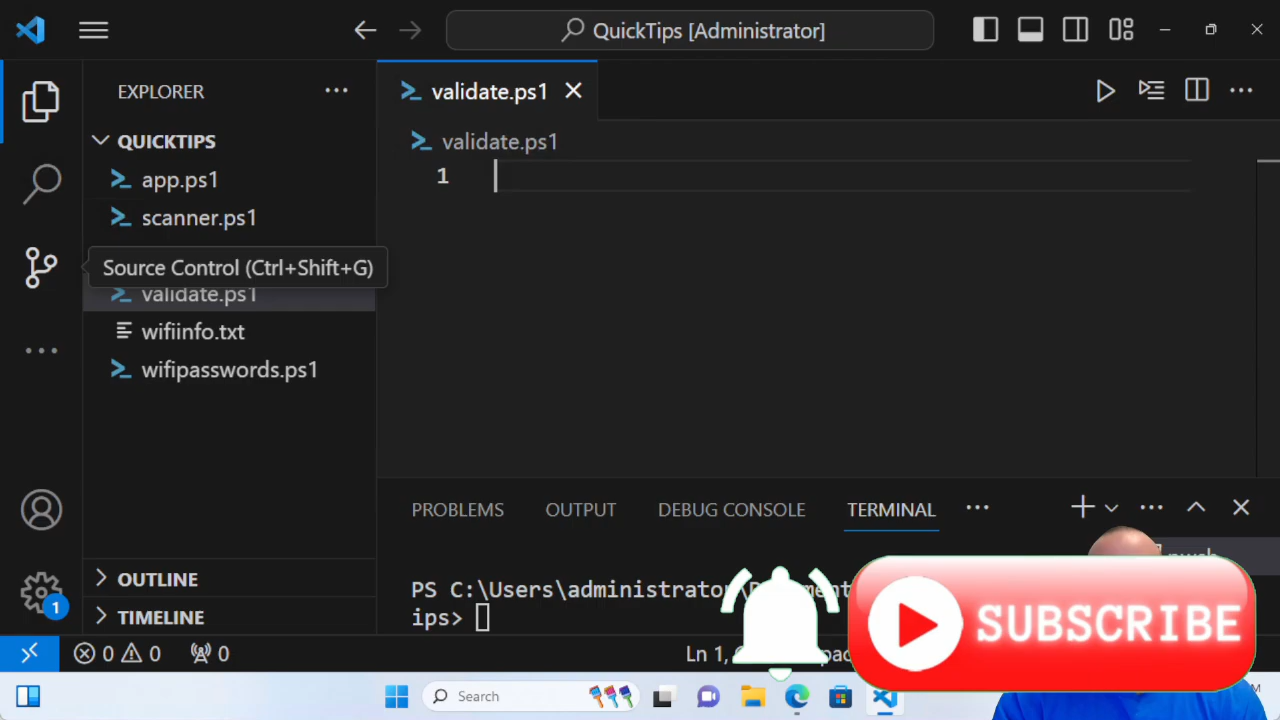 QuickTips [Administrator]
EXPLORER
validate.ps1
QUICKTIPS
validate.ps1
app.ps1
1
scanner.ps1
Source Control (Ctrl+Shift+G)
validate.ps1
wifiinfo.txt
wifipasswords.ps1
PROBLEMS
OUTPUT
DEBUG CONSOLE
TERMINAL
pwsh
OUTLINE
PS C:\Users\administrator\
ips>
TIMELINE
SUBSCRIBE
1
0
0
0
Ln 1,
Search